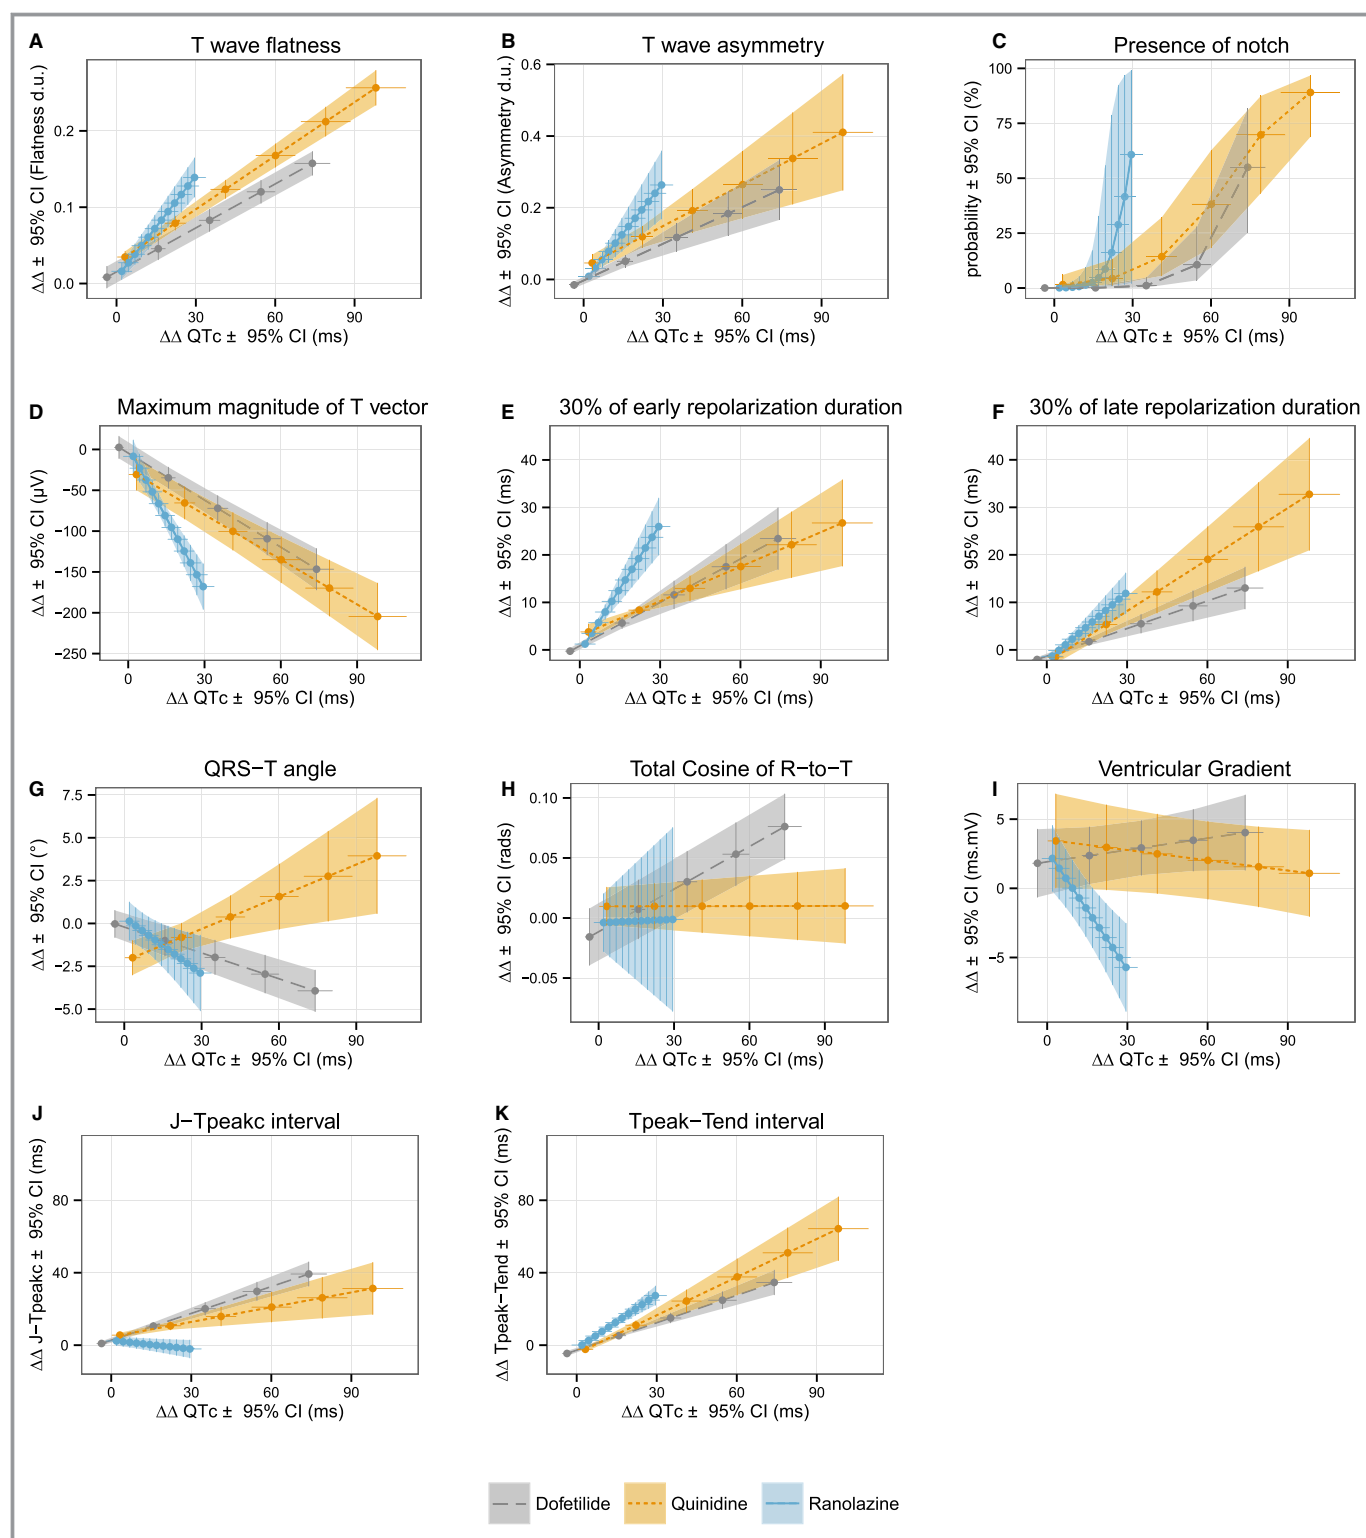 A
T wave flatness
ΔΔ ± 95% CI (Flatness d.u.)
0.2
0.1
0.0
0 30 60 90
ΔΔ QTc ± 95% CI (ms)
B
T wave asymmetry
ΔΔ ± 95% CI (Asymmetry d.u.)
0.6
0.4
0.2
0.0
0 30 60 90
ΔΔ QTc ± 95% CI (ms)
C
Presence of notch
probability ± 95% CI (%)
100
75
50
25
0
0 30 60 90
ΔΔ QTc ± 95% CI (ms)
D
Maximum magnitude of T vector
ΔΔ ± 95% CI (µV)
0
−50
−100
−150
−200
−250
0 30 60 90
ΔΔ QTc ± 95% CI (ms)
E
30% of early repolarization duration
ΔΔ ± 95% CI (ms)
40
30
20
10
0
0 30 60 90
ΔΔ QTc ± 95% CI (ms)
F
30% of late repolarization duration
ΔΔ ± 95% CI (ms)
40
30
20
10
0
0 30 60 90
ΔΔ QTc ± 95% CI (ms)
G
QRS−T angle
ΔΔ ± 95% CI (°)
7.5
5.0
2.5
0.0
−2.5
−5.0
0 30 60 90
ΔΔ QTc ± 95% CI (ms)
H
Total Cosine of R−to−T
ΔΔ ± 95% CI (rads)
0.10
0.05
0.00
−0.05
0 30 60 90
ΔΔ QTc ± 95% CI (ms)
I
Ventricular Gradient
ΔΔ ± 95% CI (ms.mV)
5
0
−5
0 30 60 90
ΔΔ QTc ± 95% CI (ms)
J
J−Tpeakc interval
ΔΔ J−Tpeakc ± 95% CI (ms)
80
40
0
0 30 60 90
ΔΔ QTc ± 95% CI (ms)
K
Tpeak−Tend interval
ΔΔ Tpeak−Tend ± 95% CI (ms)
80
40
0
0 30 60 90
ΔΔ QTc ± 95% CI (ms)
Dofetilide Quinidine Ranolazine